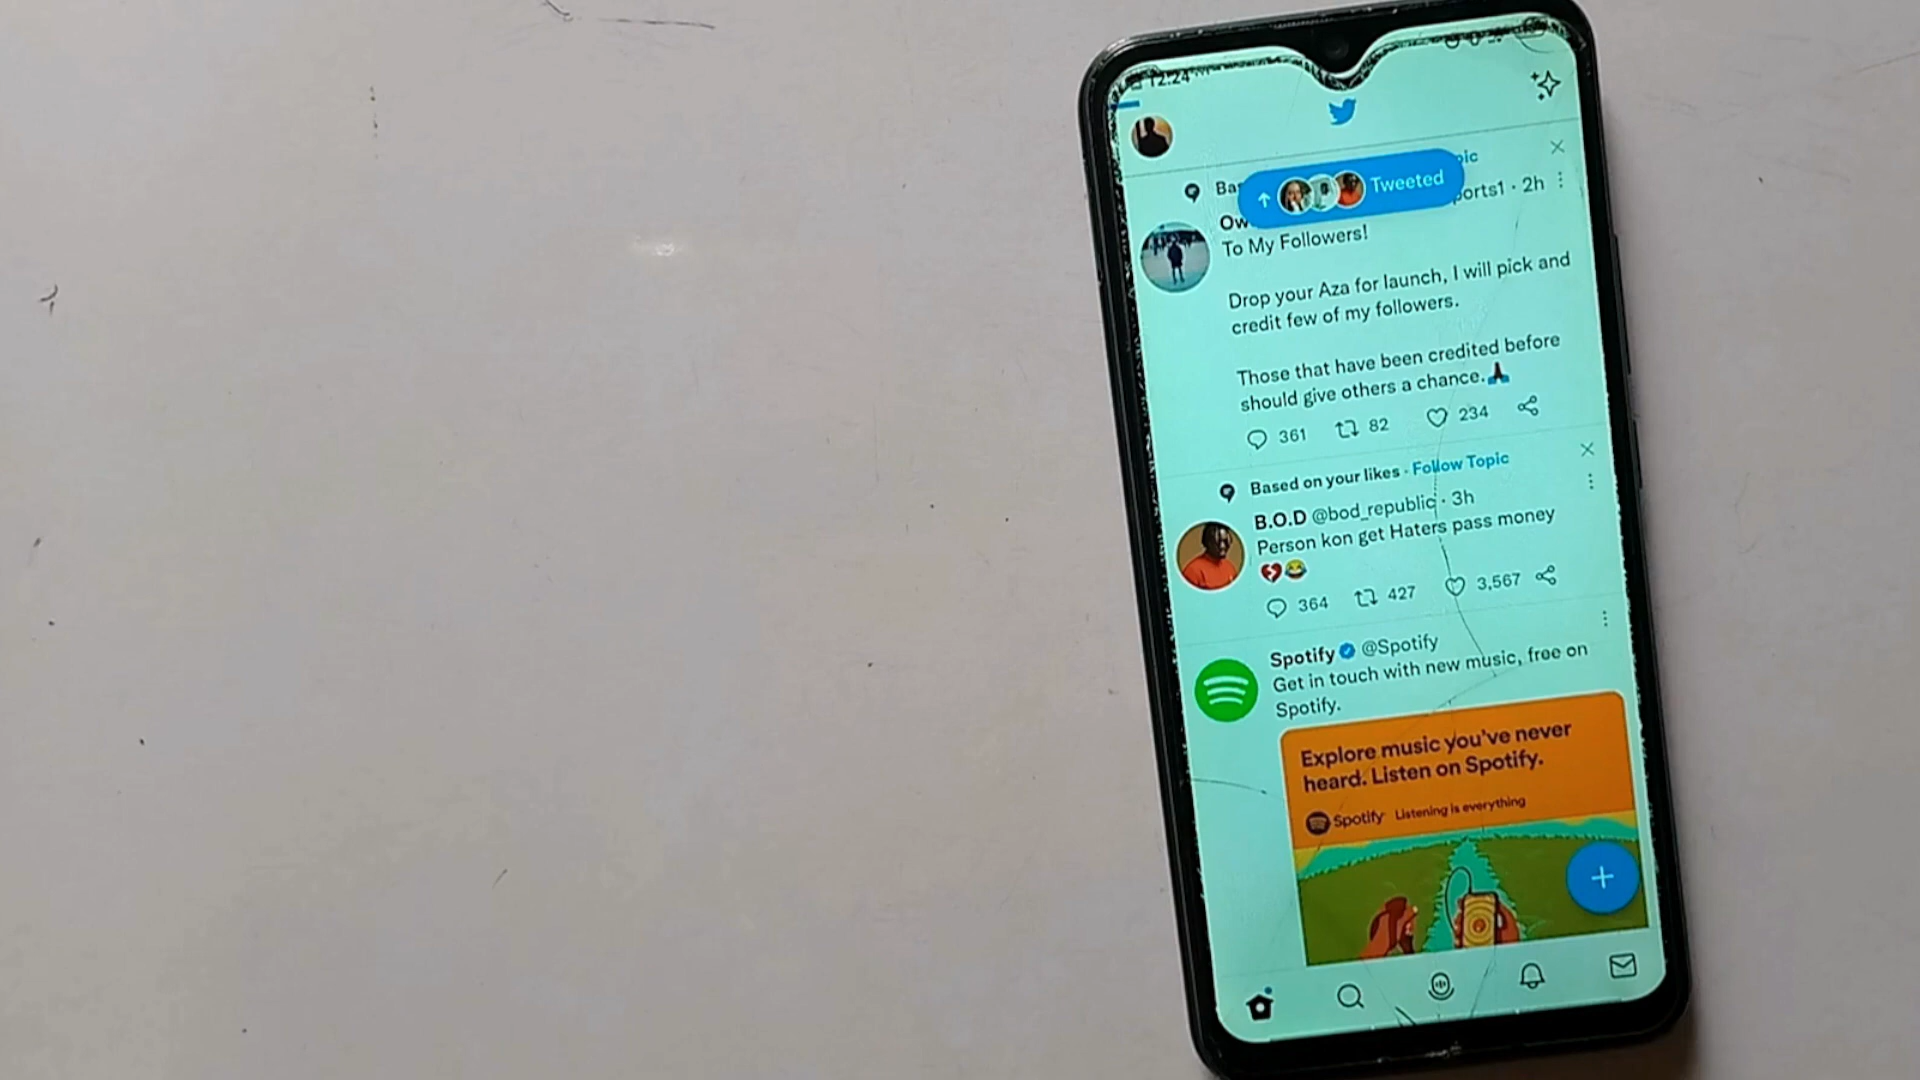 12:24
Tweeted
To My Followers!
Drop your Aza for launch, I will pick and
credit few of my followers.
Those that have been credited before
should give others a chance.🙏🏿
361 82 234
Based on your likes · Follow Topic
B.O.D @bod_republic · 3h
Person kon get Haters pass money
💔😂
364 427 3,567
Spotify @Spotify
Get in touch with new music, free on
Spotify.
Explore music you've never
heard. Listen on Spotify.
Spotify Listening is everything